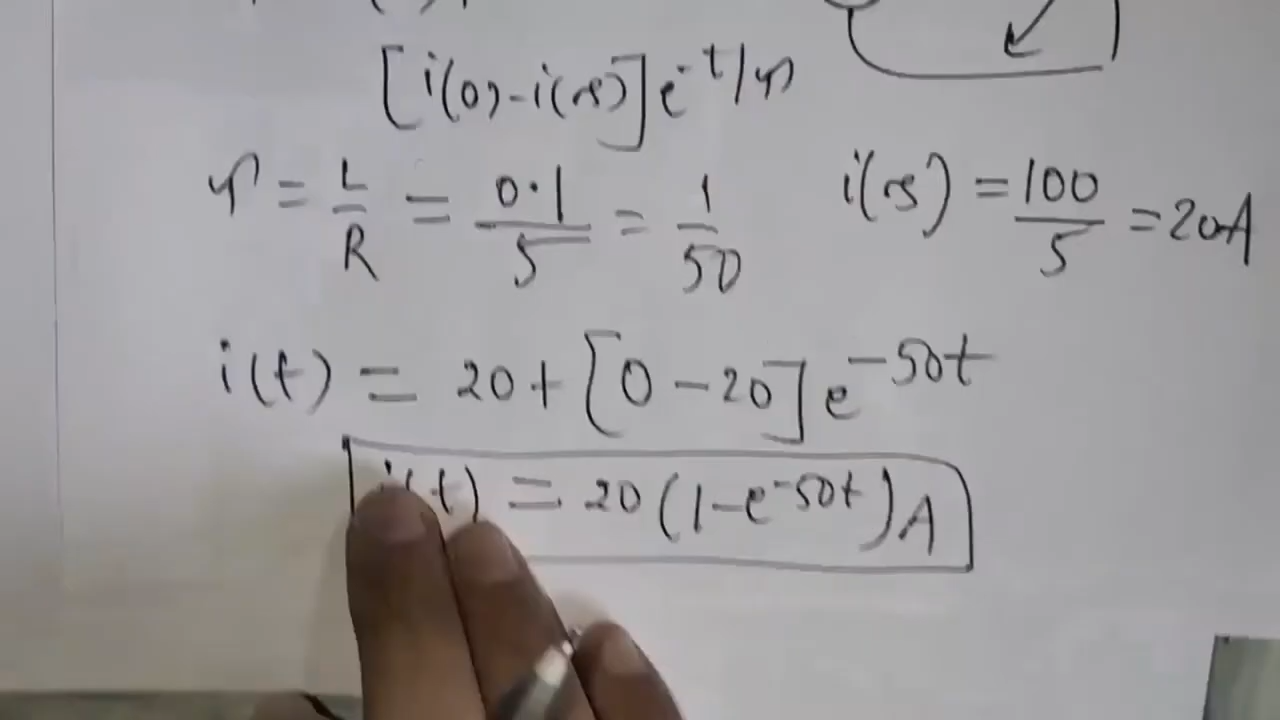 [i(0)-i(∞)]e^-t/τ
τ = L/R = 0.1/5 = 1/50
i(∞) = 100/5 = 20A
i(t) = 20+[0-20]e^-50t
i(t) = 20(1-e^-50t)A